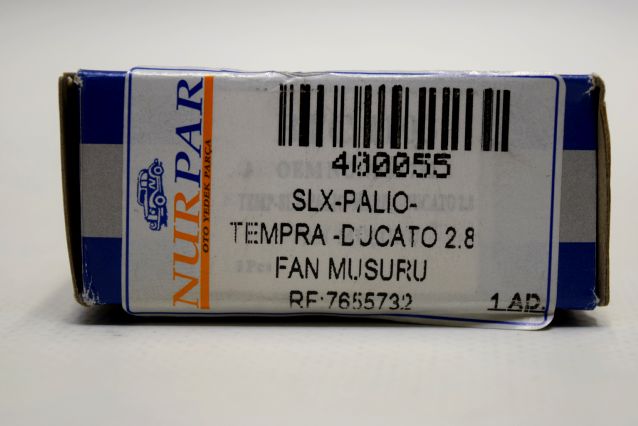 NURPAR
OTO YEDEK PARÇA
400055
SLX-PALIO-
TEMPRA -DUCATO 2.8
FAN MUSURU
RF:7655732
1 AD.